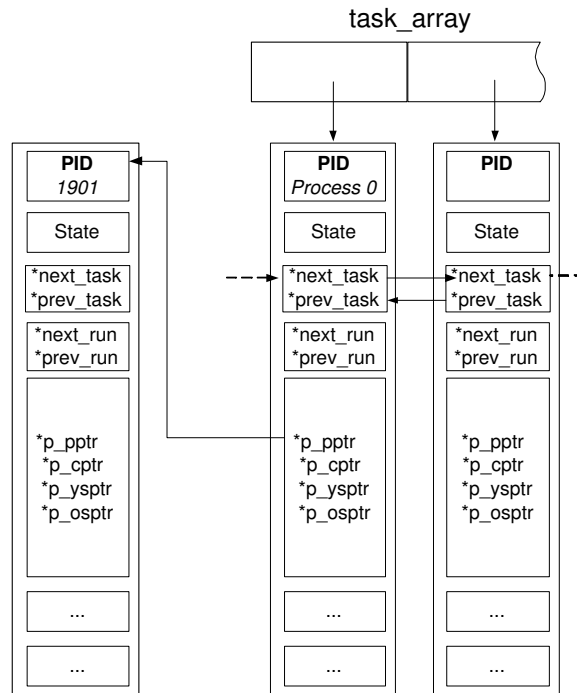 task_array
PID
1901
State
*next_task
*prev_task
*next_run
*prev_run
*p_pptr
*p_cptr
*p_ysptr
*p_osptr
...
...
PID
Process 0
State
*next_task
*prev_task
*next_run
*prev_run
*p_pptr
*p_cptr
*p_ysptr
*p_osptr
...
...
PID
State
*next_task
*prev_task
*next_run
*prev_run
*p_pptr
*p_cptr
*p_ysptr
*p_osptr
...
...